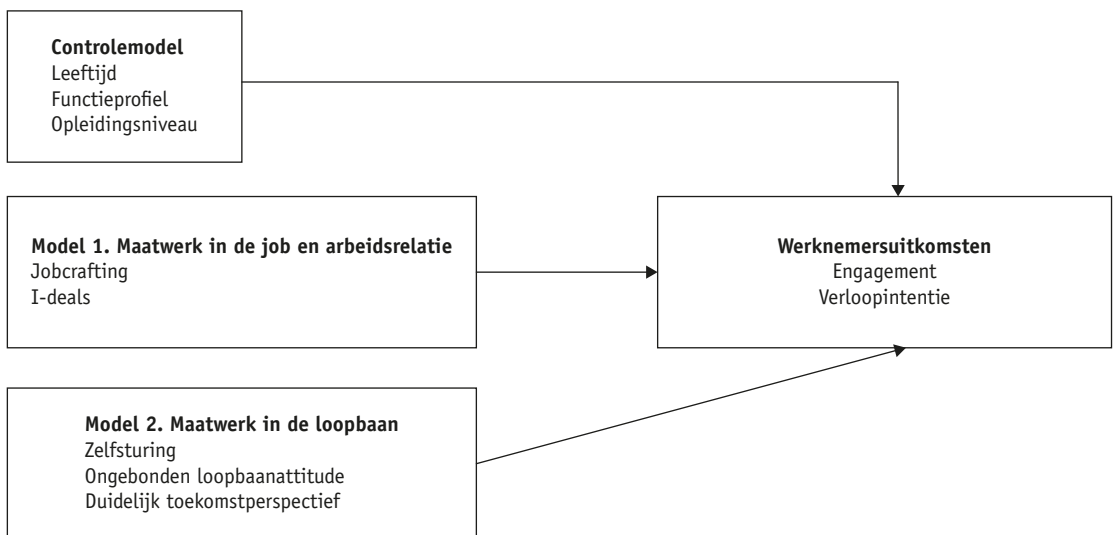 Controlemodel
Leeftijd
Functieprofiel
Opleidingsniveau
Model 1. Maatwerk in de job en arbeidsrelatie
Jobcrafting
I-deals
Werknemersuitkomsten
Engagement
Verloopintentie
Model 2. Maatwerk in de loopbaan
Zelfsturing
Ongebonden loopbaanattitude
Duidelijk toekomstperspectief